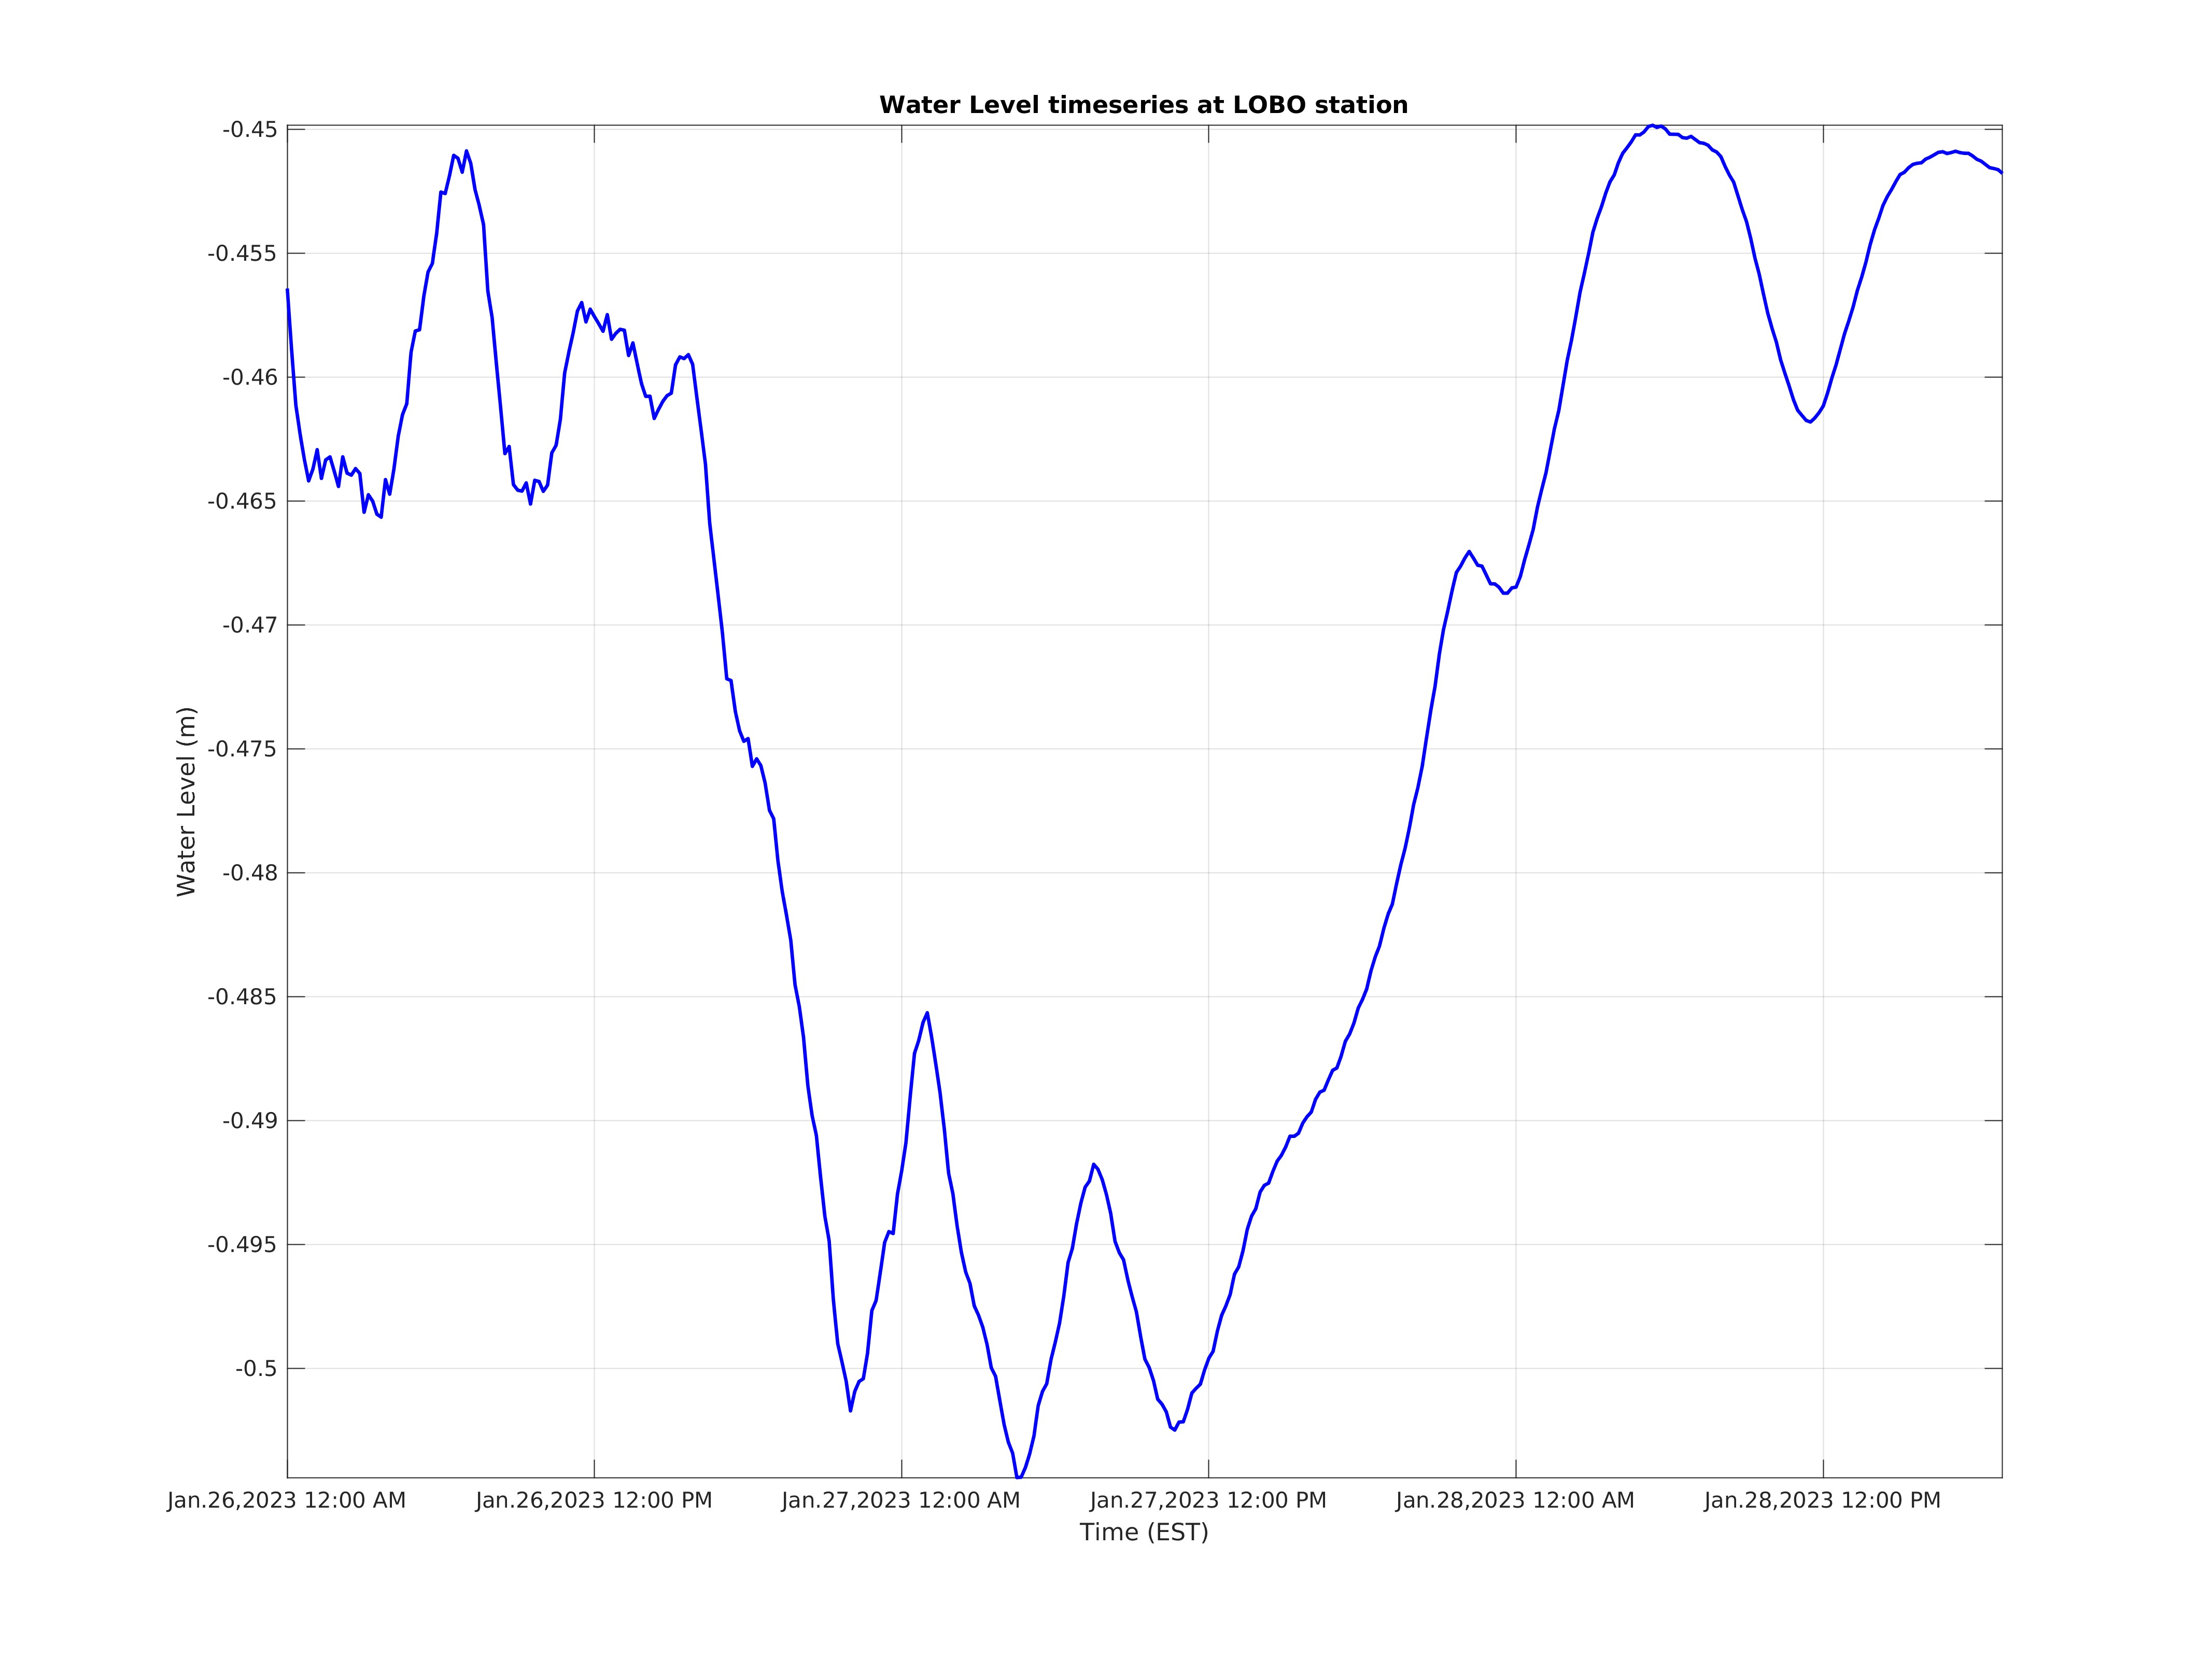 Water Level timeseries at LOBO station
-0.45
-0.455
-0.46
-0.465
-0.47
-0.475
-0.48
-0.485
-0.49
-0.495
-0.5
Water Level (m)
Jan.26,2023 12:00 AM
Jan.26,2023 12:00 PM
Jan.27,2023 12:00 AM
Jan.27,2023 12:00 PM
Jan.28,2023 12:00 AM
Jan.28,2023 12:00 PM
Time (EST)